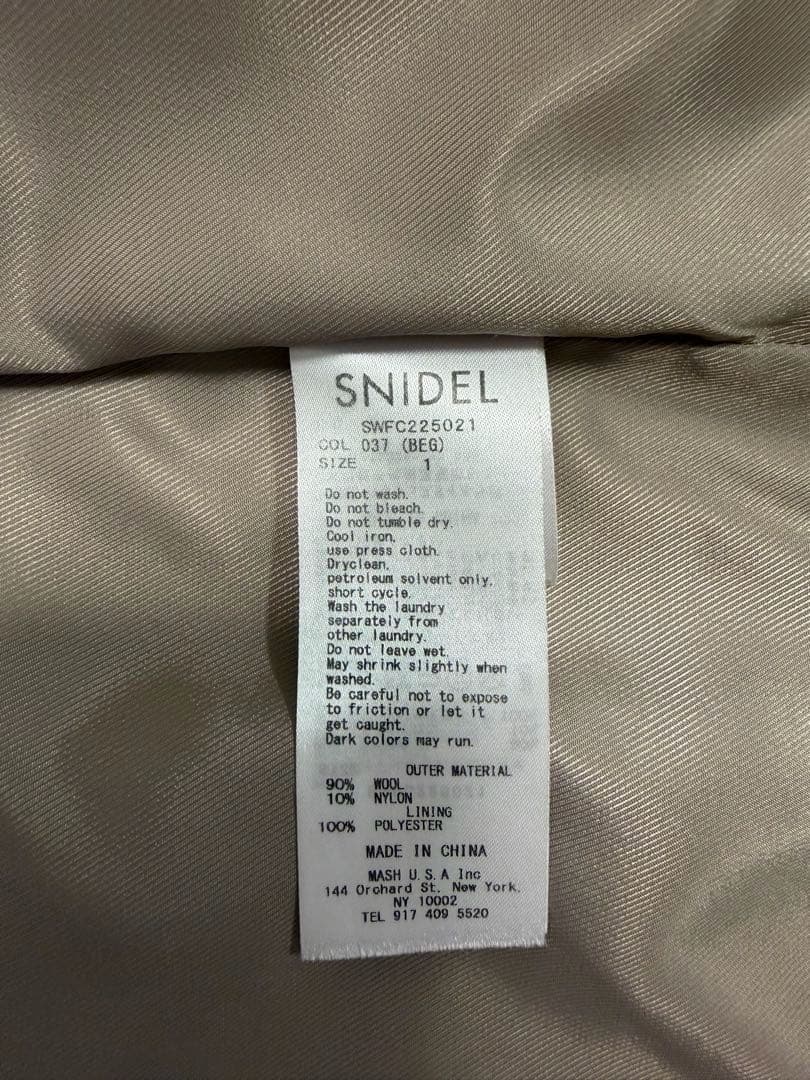 SNIDEL
SWFC225021
COL 037 (BEG)
SIZE 1
Do not wash.
Do not bleach.
Do not tumble dry.
Cool iron,
use press cloth.
Dryclean,
petroleum solvent only,
short cycle.
Wash the laundry
separately from
other laundry.
Do not leave wet.
May shrink slightly when
washed.
Be careful not to expose
to friction or let it
get caught.
Dark colors may run.
OUTER MATERIAL
90% WOOL
10% NYLON
LINING
100% POLYESTER
MADE IN CHINA
MASH U.S.A Inc
144 Orchard St. New York,
NY 10002
TEL 917 409 5520